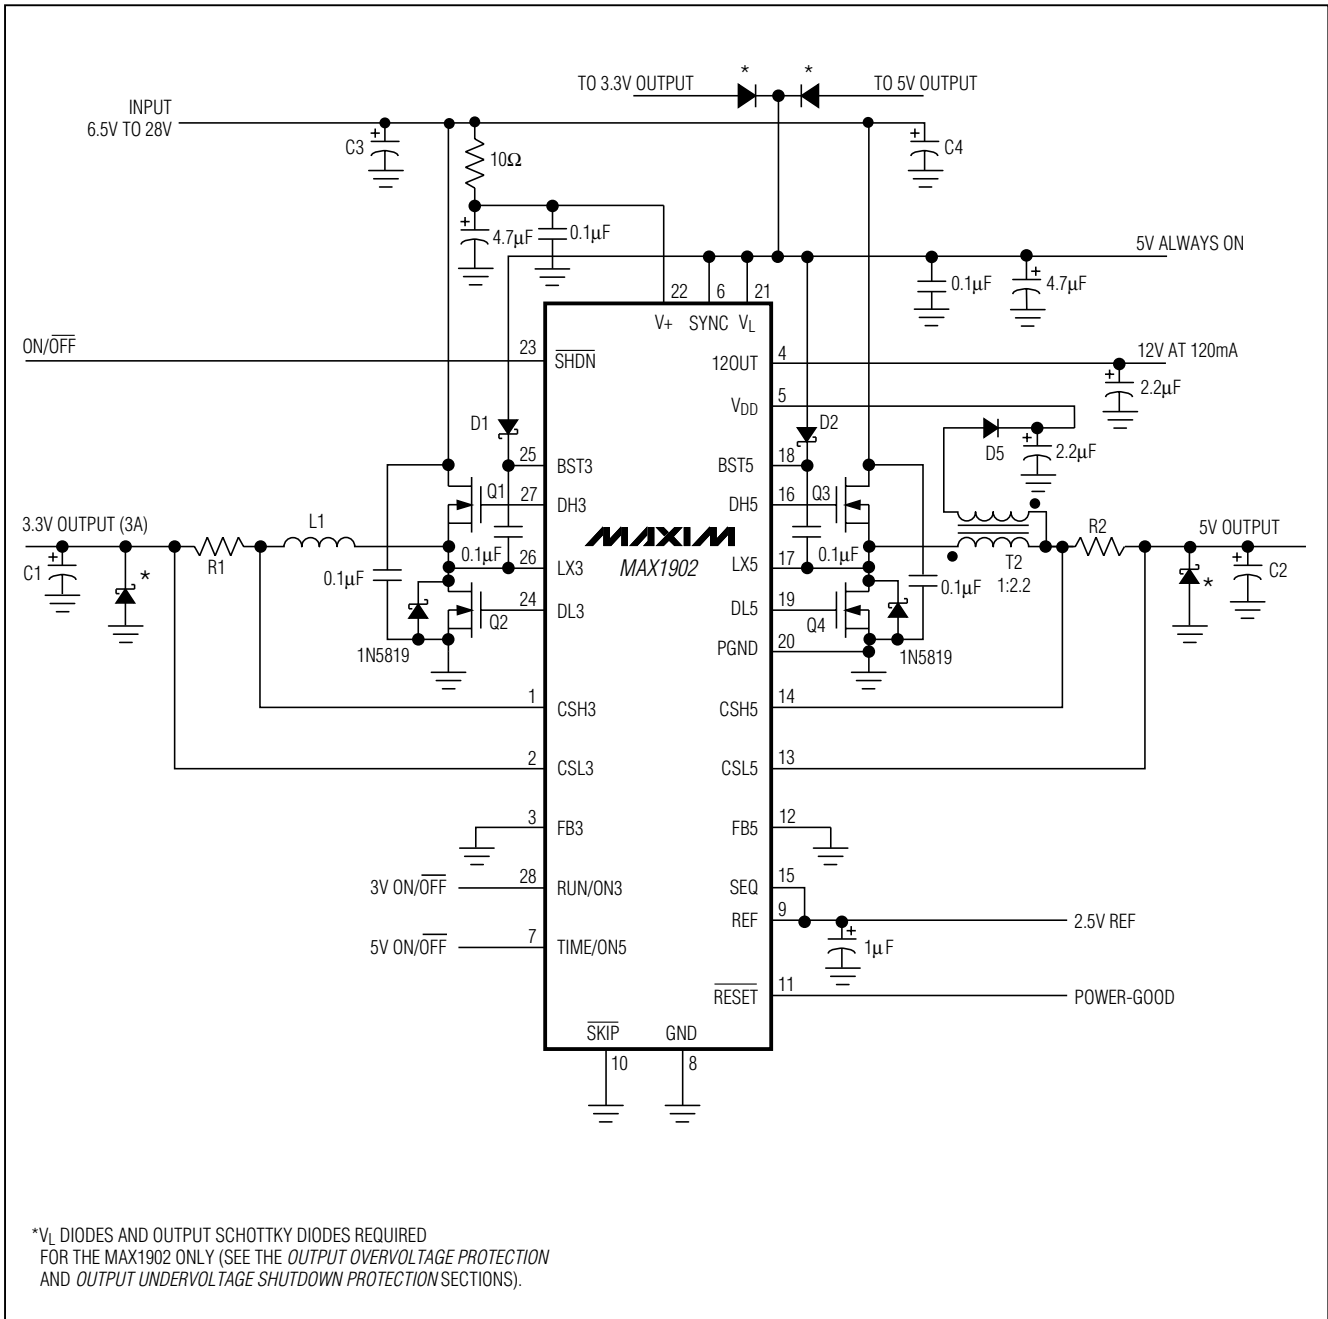 * *
TO 3.3V OUTPUT TO 5V OUTPUT
INPUT
6.5V TO 28V
C3 + + C4
10Ω
+ 4.7µF 0.1µF
5V ALWAYS ON
0.1µF + 4.7µF
22 6 21
V+ SYNC VL
ON/OFF
23 SHDN
12OUT 4 12V AT 120mA
+ 2.2µF
VDD 5
D1 D2
D5 + 2.2µF
25 BST3 BST5 18
Q1 27 DH3 DH5 16 Q3
3.3V OUTPUT (3A) L1 R2 5V OUTPUT
MAXIM
MAX1902
C1 + * R1 0.1µF 0.1µF
26 LX3 LX5 17
0.1µF T2
1:2.2
0.1µF * + C2
24 DL3 DL5 19
Q2 Q4
1N5819 PGND 20 1N5819
1 CSH3 CSH5 14
2 CSL3 CSL5 13
3 FB3 FB5 12
3V ON/OFF 28 RUN/ON3 SEQ 15
REF 9 2.5V REF
5V ON/OFF 7 TIME/ON5
+ 1µF
RESET 11 POWER-GOOD
SKIP GND
10 8
*VL DIODES AND OUTPUT SCHOTTKY DIODES REQUIRED
FOR THE MAX1902 ONLY (SEE THE OUTPUT OVERVOLTAGE PROTECTION
AND OUTPUT UNDERVOLTAGE SHUTDOWN PROTECTION SECTIONS).